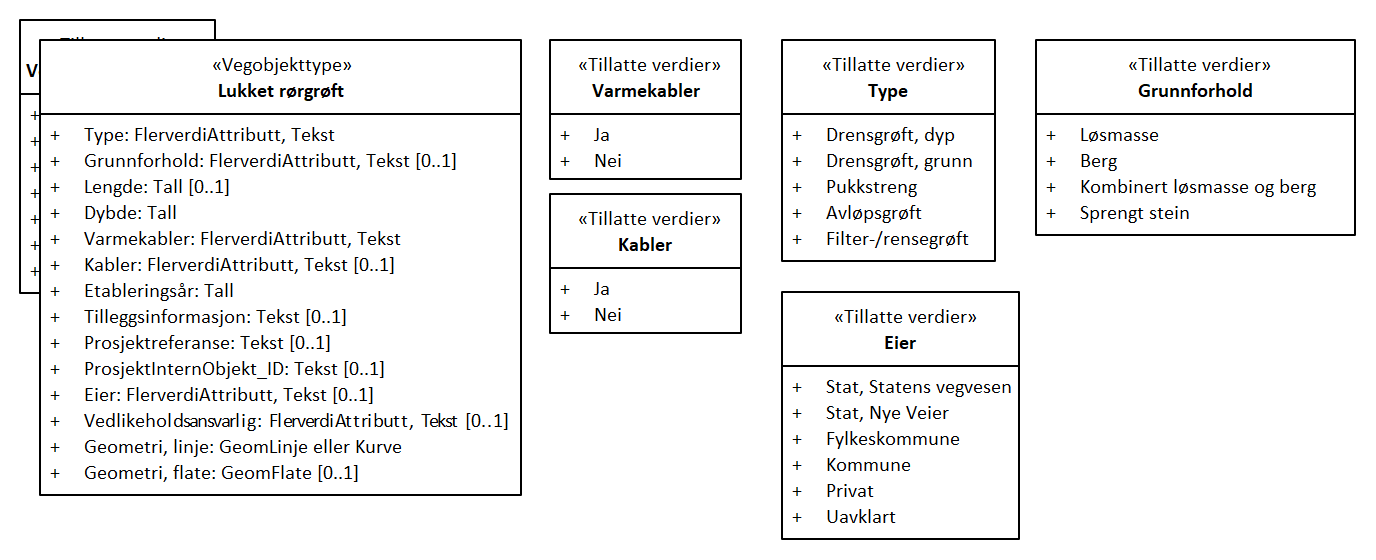 «Vegobjekttype»
Lukket rørgrøft
+ Type: FlerverdiAttributt, Tekst
+ Grunnforhold: FlerverdiAttributt, Tekst [0..1]
+ Lengde: Tall [0..1]
+ Dybde: Tall
+ Varmekabler: FlerverdiAttributt, Tekst
+ Kabler: FlerverdiAttributt, Tekst [0..1]
+ Etableringsår: Tall
+ Tilleggsinformasjon: Tekst [0..1]
+ Prosjektreferanse: Tekst [0..1]
+ ProsjektInternObjekt_ID: Tekst [0..1]
+ Eier: FlerverdiAttributt, Tekst [0..1]
+ Vedlikeholdsansvarlig: FlerverdiAttributt, Tekst [0..1]
+ Geometri, linje: GeomLinje eller Kurve
+ Geometri, flate: GeomFlate [0..1]
«Tillatte verdier»
Varmekabler
+ Ja
+ Nei
«Tillatte verdier»
Kabler
+ Ja
+ Nei
«Tillatte verdier»
Type
+ Drensgrøft, dyp
+ Drensgrøft, grunn
+ Pukkstreng
+ Avløpsgrøft
+ Filter-/rensegrøft
«Tillatte verdier»
Eier
+ Stat, Statens vegvesen
+ Stat, Nye Veier
+ Fylkeskommune
+ Kommune
+ Privat
+ Uavklart
«Tillatte verdier»
Grunnforhold
+ Løsmasse
+ Berg
+ Kombinert løsmasse og berg
+ Sprengt stein